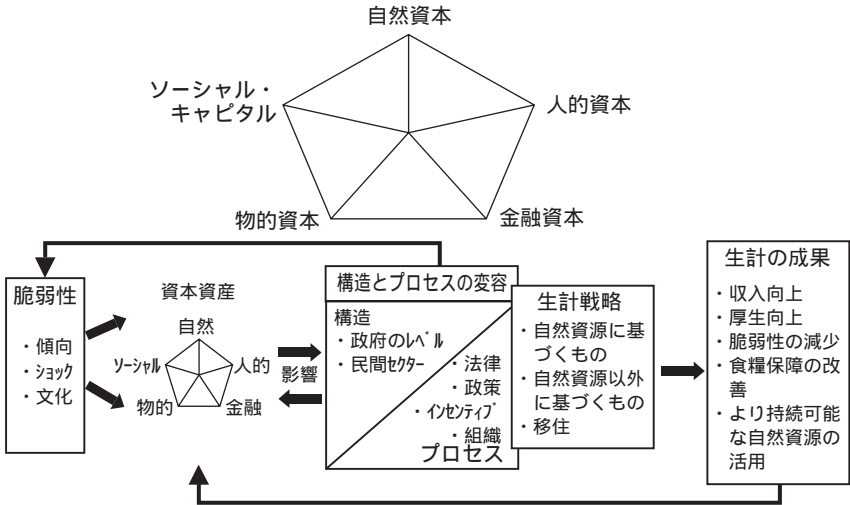 自然資本
ソーシャル・
キャピタル
人的資本
物的資本
金融資本
脆弱性
・傾向
・ショック
・文化
資本資産
自然
ソーシャル
人的
物的
金融
影響
構造とプロセスの変容
構造
・政府のレベル
・民間セクター
・法律
・政策
・インセンティブ
・組織
プロセス
生計戦略
・自然資源に基
づくもの
・自然資源以外
に基づくもの
・移住
生計の成果
・収入向上
・厚生向上
・脆弱性の減少
・食糧保障の改
善
・より持続可能
な自然資源の
活用